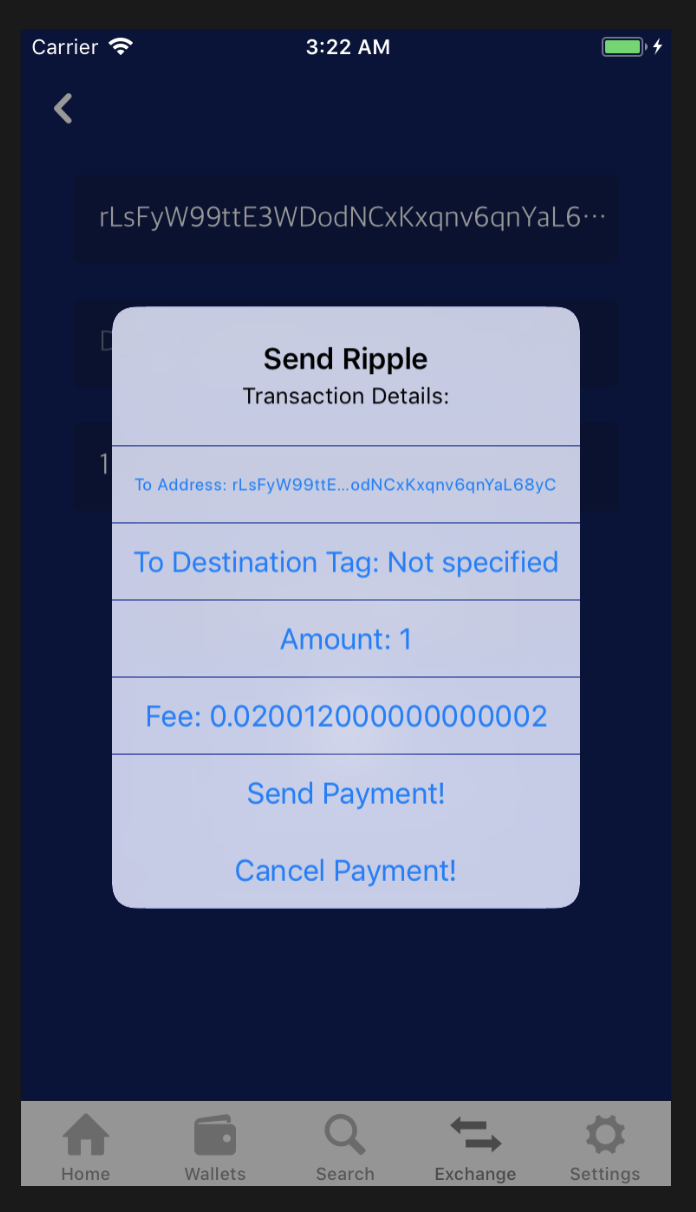 Carrier
3:22 AM
rLsFyW99ttE3WDodNCxKxqnv6qnYaL6...
D
1
Send Ripple
Transaction Details:
To Address: rLsFyW99ttE...odNCxKxqnv6qnYaL68yC
To Destination Tag: Not specified
Amount: 1
Fee: 0.020012000000000002
Send Payment!
Cancel Payment!
Home
Wallets
Search
Exchange
Settings